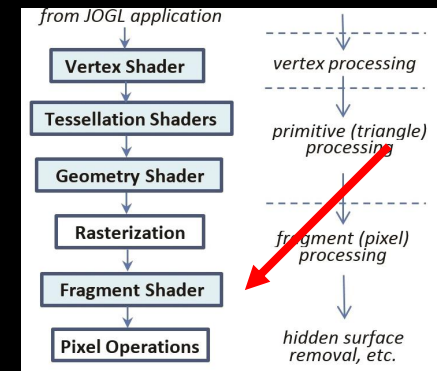 from JOGL application
Vertex Shader
vertex processing
Tessellation Shaders
primitive (triangle)
processing
Geometry Shader
Rasterization
fragment (pixel)
processing
Fragment Shader
Pixel Operations
hidden surface
removal, etc.